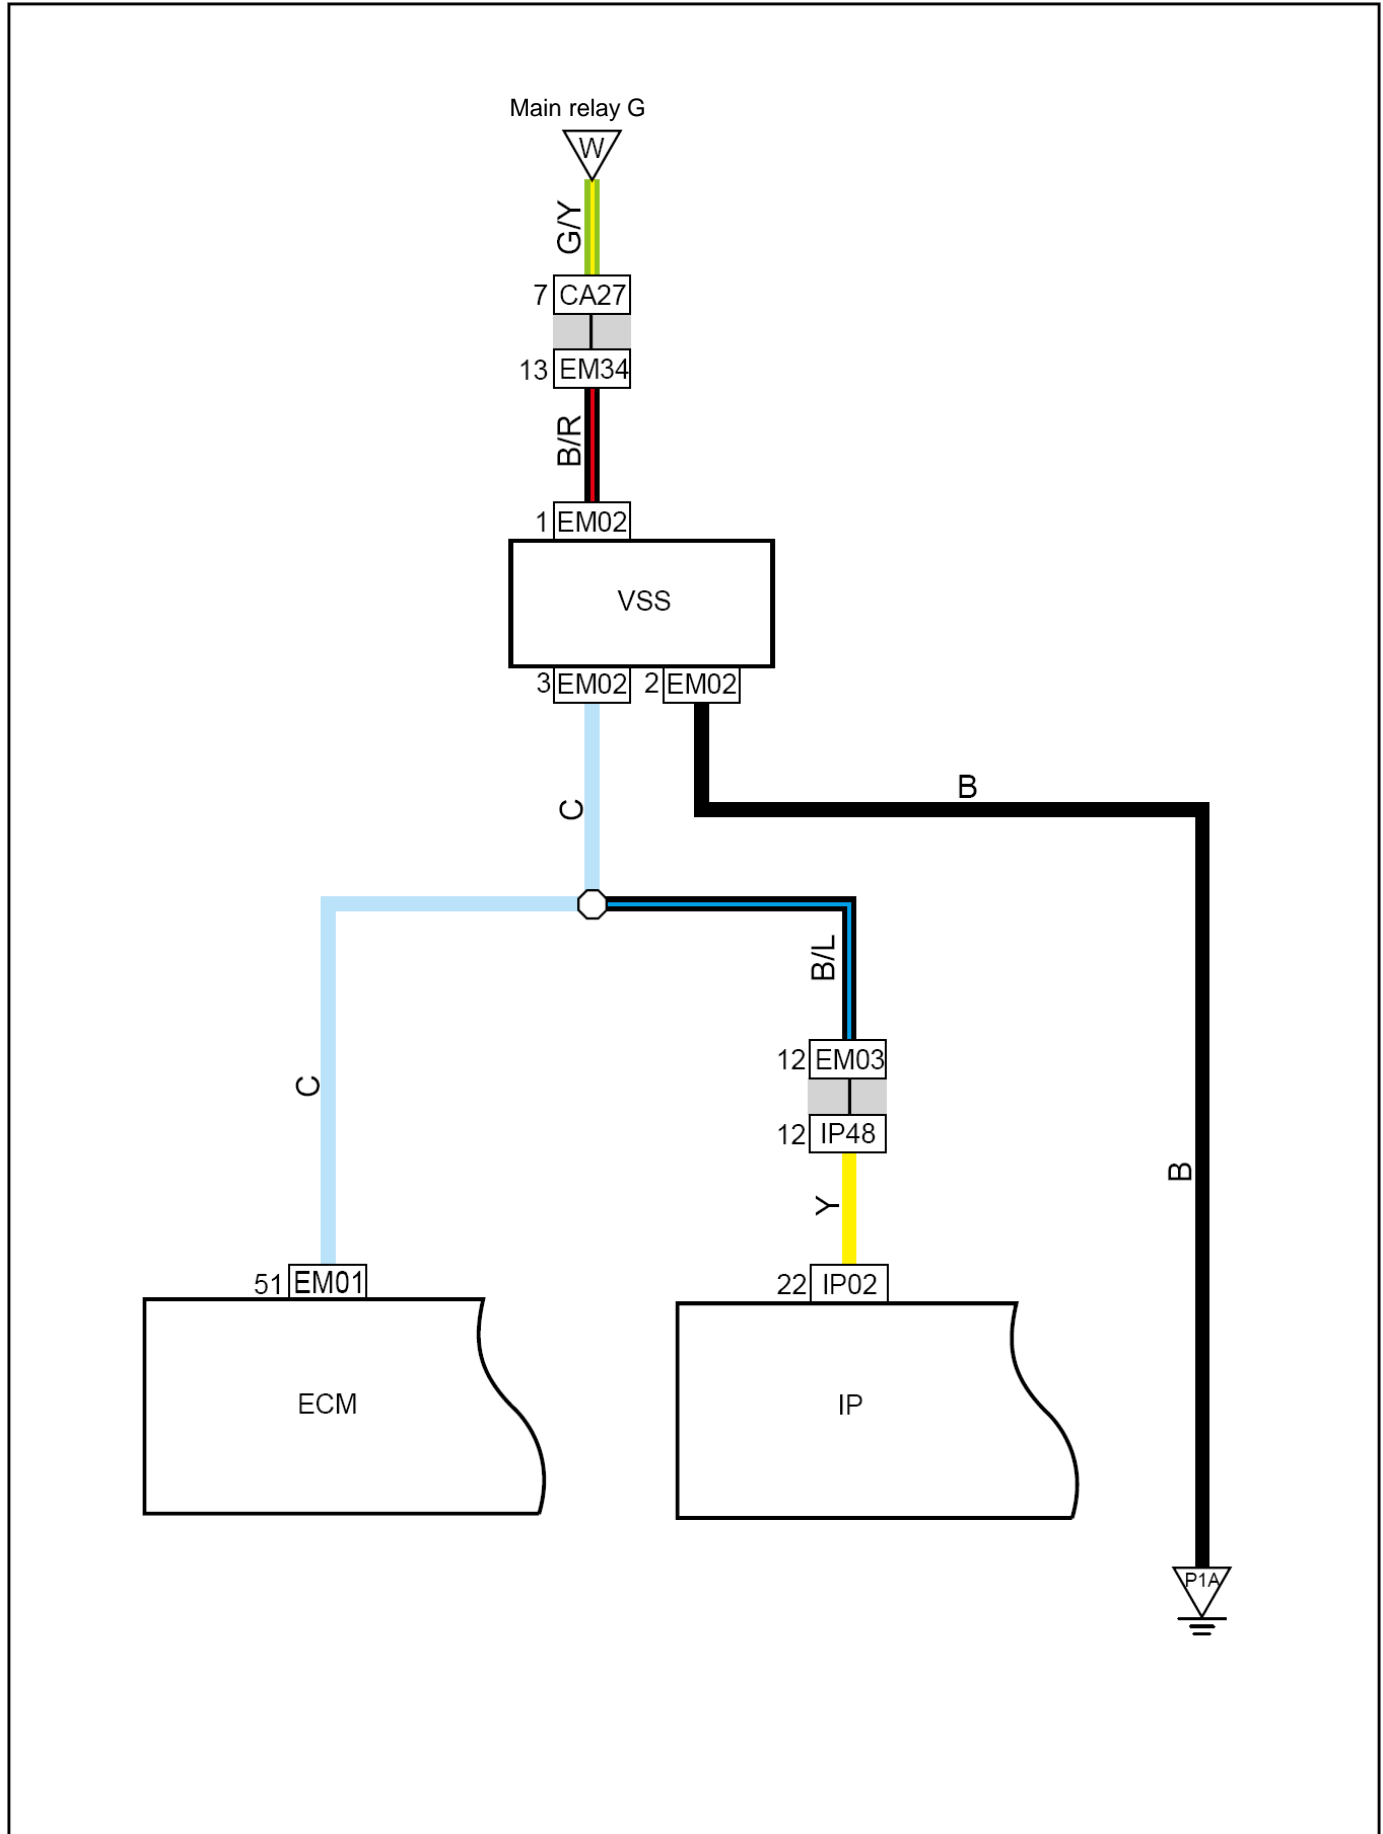 Main relay G
W
G/Y
7 CA27
13 EM34
B/R
1 EM02
VSS
3 EM02 2 EM02
B
C
B/L
12 EM03
C
12 IP48
B
Y
51 EM01
22 IP02
ECM
IP
P1A